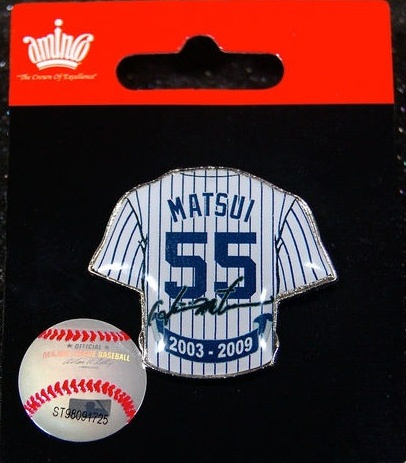 aminco
"The Crown Of Excellence"
MATSUI
55
2003 - 2009
OFFICIAL
MAJOR LEAGUE BASEBALL
ST98091725